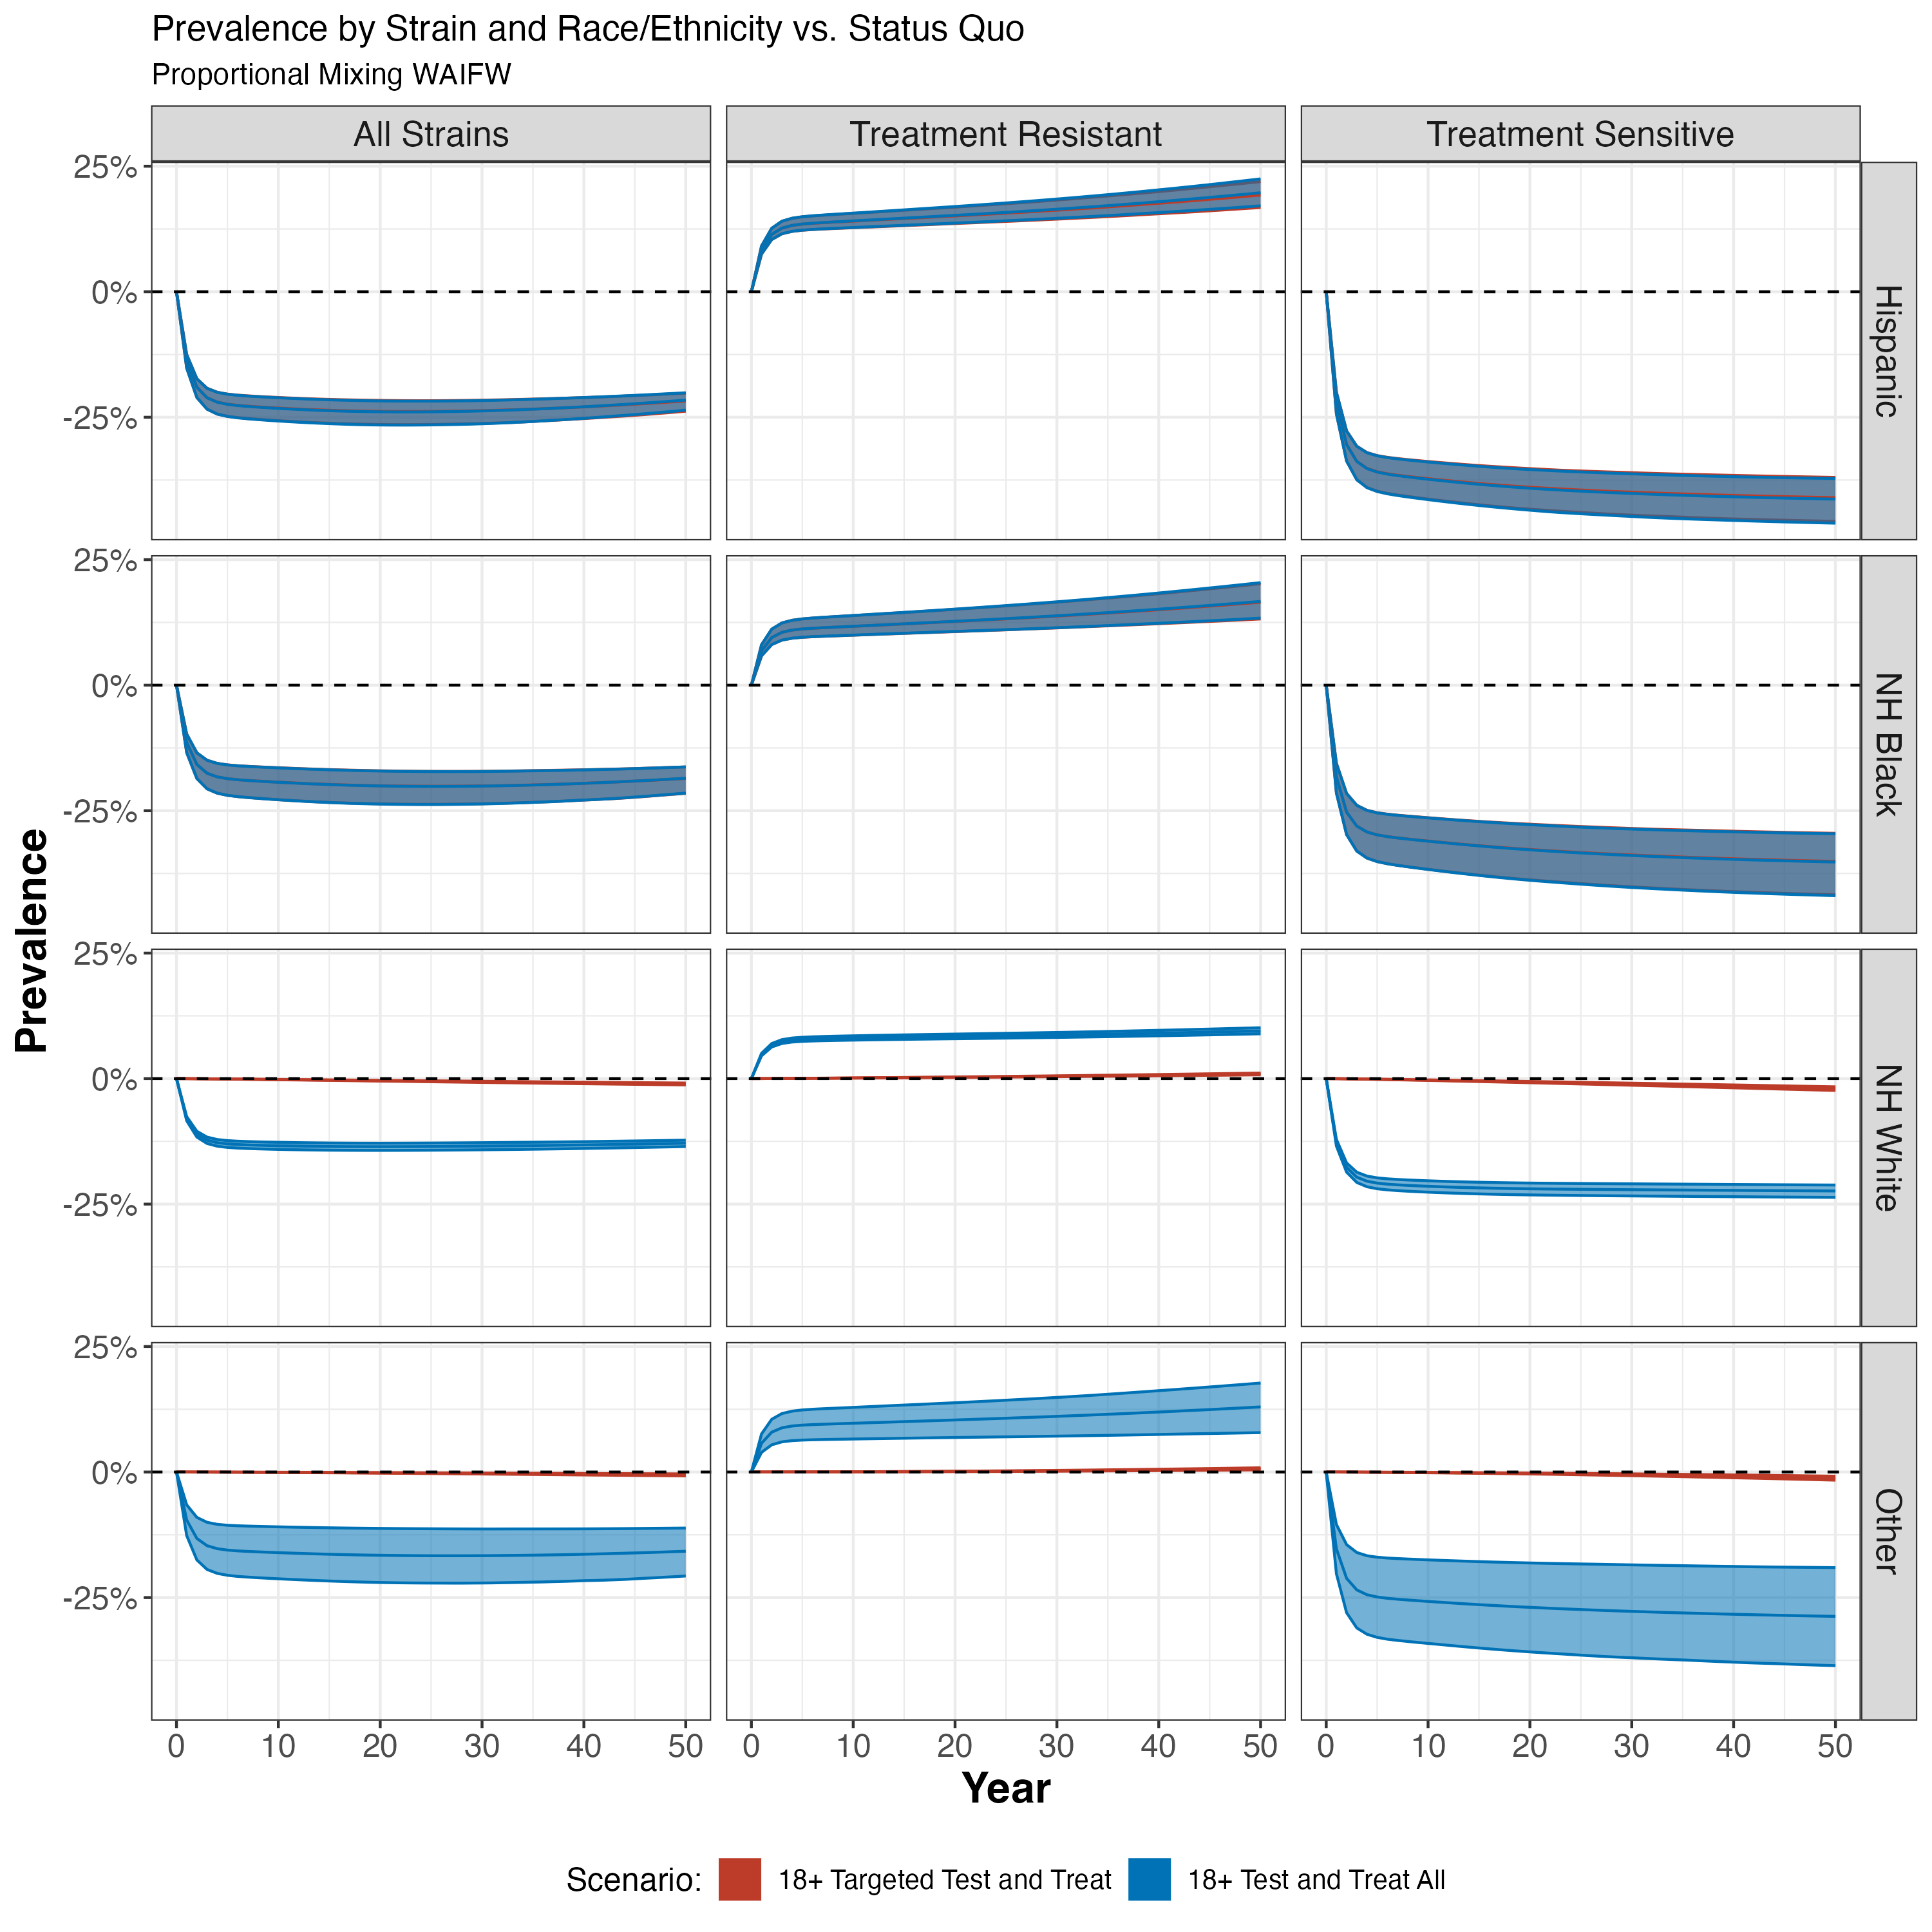 Prevalence by Strain and Race/Ethnicity vs. Status Quo
Proportional Mixing WAIFW
All Strains
Treatment Resistant
Treatment Sensitive
25%
0%
-25%
Hispanic
25%
0%
-25%
NH Black
25%
0%
-25%
NH White
25%
0%
-25%
Other
Prevalence
0 10 20 30 40 50
0 10 20 30 40 50
0 10 20 30 40 50
Year
Scenario: 18+ Targeted Test and Treat 18+ Test and Treat All